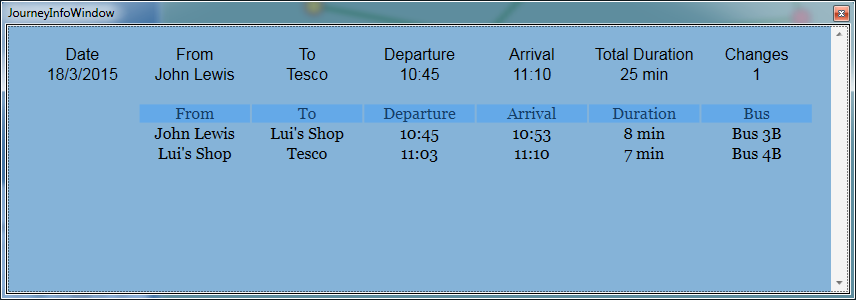 JourneyInfoWindow
Date From To Departure Arrival Total Duration Changes
18/3/2015 John Lewis Tesco 10:45 11:10 25 min 1
From To Departure Arrival Duration Bus
John Lewis Lui's Shop 10:45 10:53 8 min Bus 3B
Lui's Shop Tesco 11:03 11:10 7 min Bus 4B